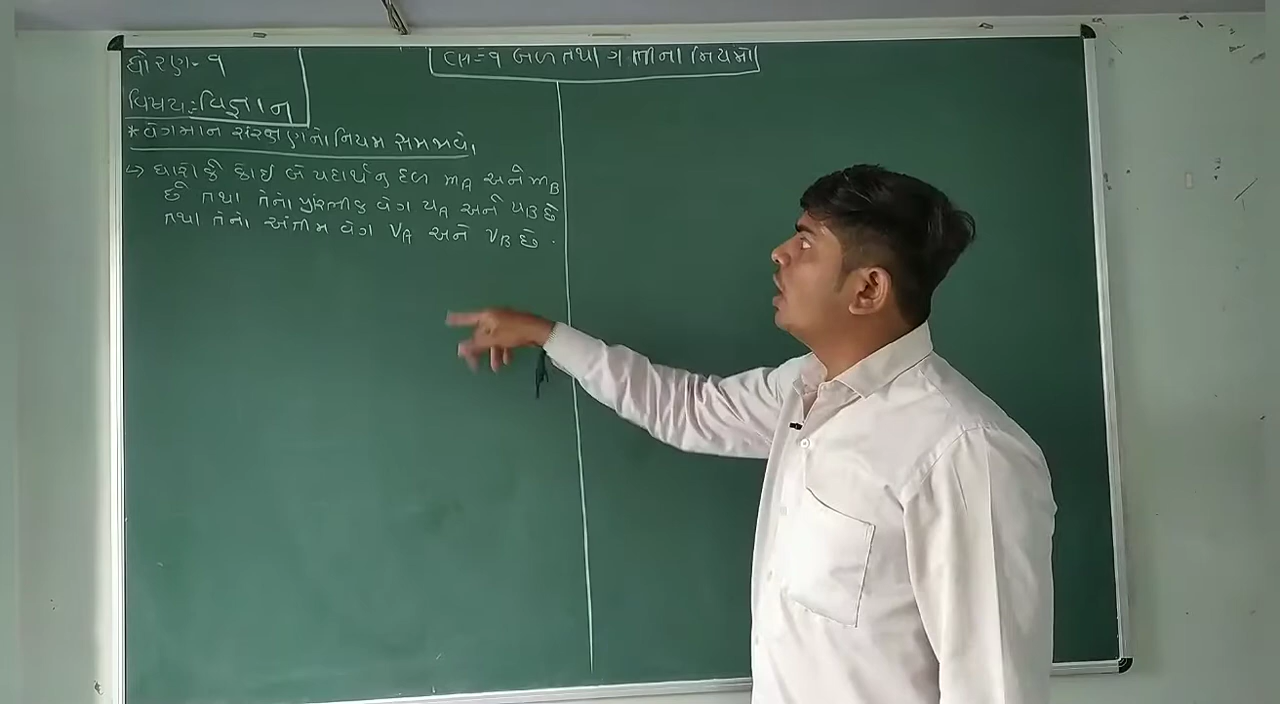 ધોરણ - ૯
વિષય : વિજ્ઞાન
CH = ૯ બળ તથા ગતિના નિયમો
* વેગમાન સંરક્ષણનો નિયમ સમજાવો.
→ ધારો કે કોઇ બે પદાર્થનુ દળ mA અને mB
છે તથા તેનો પ્રારંભીક વેગ uA અને uB છે
તથા તેનો અંતીમ વેગ vA અને vB છે.